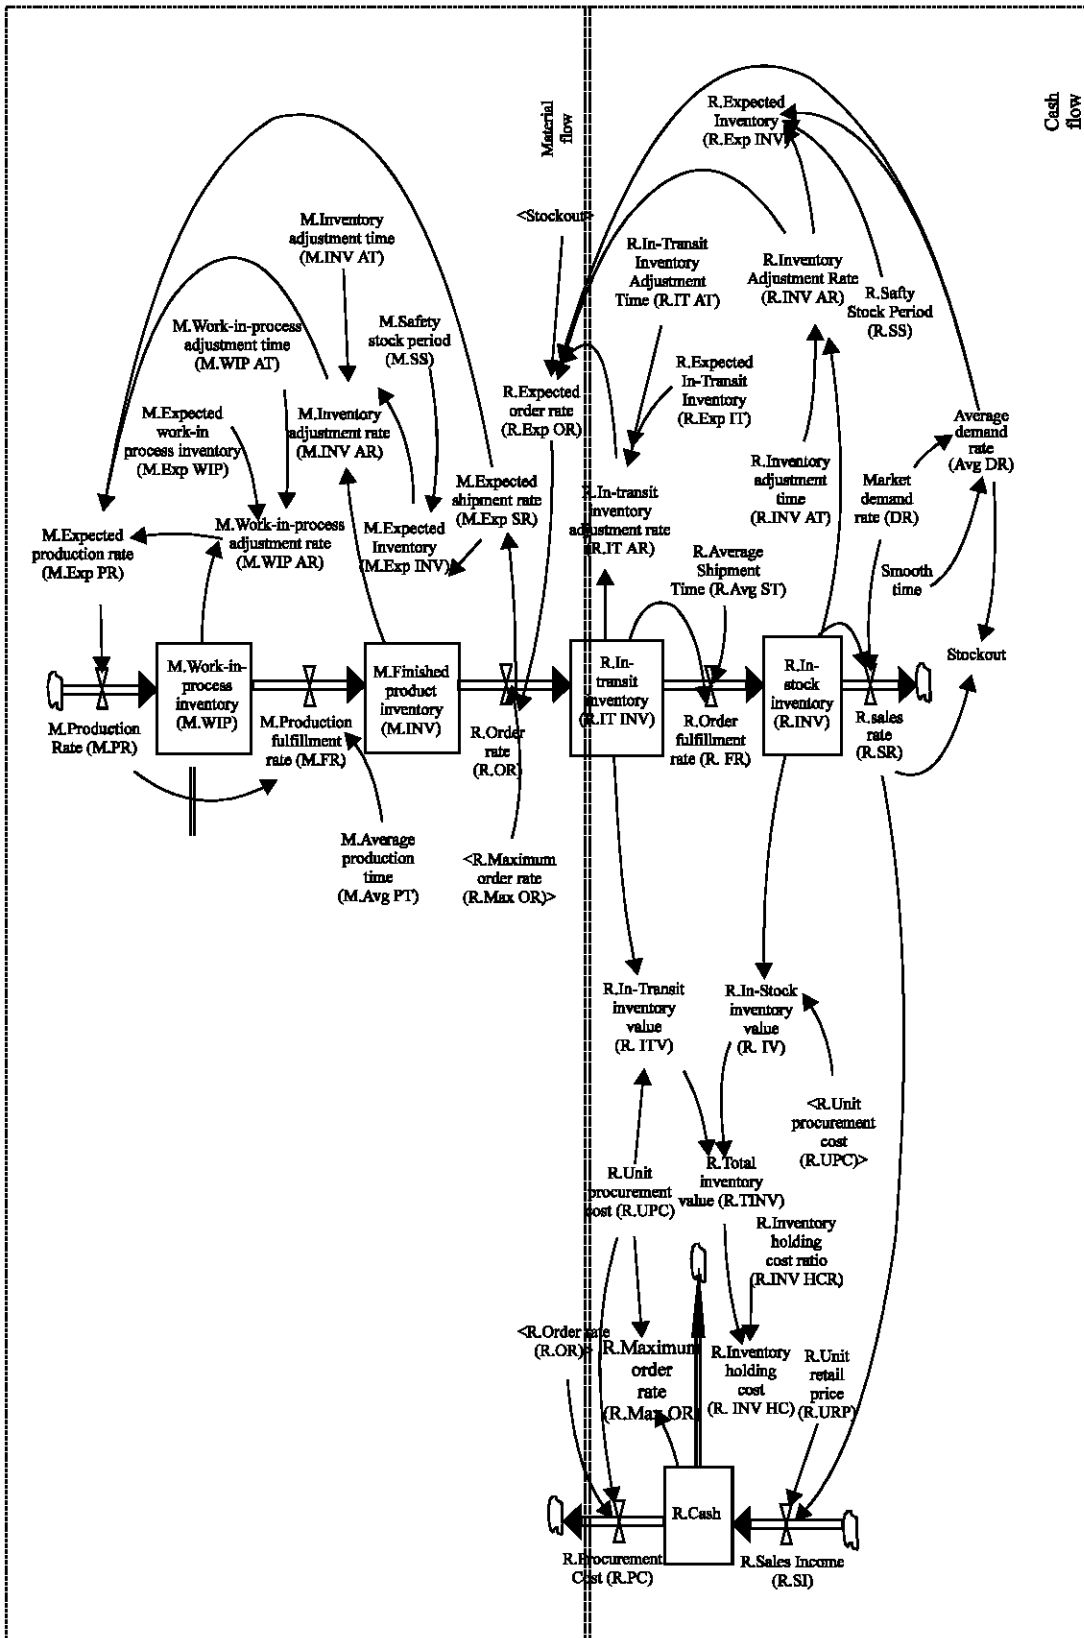 Material
flow
Cash
flow
R.Expected
Inventory
(R.Exp INV)
<Stockout>
M.Inventory
adjustment time
(M.INV AT)
R.In-Transit
Inventory
Adjustment
Time (R.IT AT)
R.Inventory
Adjustment Rate
(R.INV AR)
R.Safty
Stock Period
(R.SS)
M.Work-in-process
adjustment time
(M.WIP AT)
M.Safety
stock period
(M.SS)
M.Expected
work-in
process inventory
(M.Exp WIP)
M.Inventory
adjustment rate
(M.INV AR)
R.Expected
order rate
(R.Exp OR)
R.Expected
In-Transit
Inventory
(R.Exp IT)
Average
demand
rate
(Avg DR)
R.Inventory
adjustment
time
(R.INV AT)
Market
demand
rate (DR)
M.Expected
shipment rate
(M.Exp SR)
R.In-transit
inventory
adjustment rate
(R.IT AR)
M.Expected
production rate
(M.Exp PR)
M.Work-in-process
adjustment rate
(M.WIP AR)
M.Expected
Inventory
(M.Exp INV)
R.Average
Shipment
Time (R.Avg ST)
Smooth
time
Stockout
M.Work-in-
process
inventory
(M.WIP)
M.Finished
product
inventory
(M.INV)
R.In-
transit
inventory
(R.IT INV)
R.In-
stock
inventory
(R.INV)
M.Production
Rate (M.PR)
M.Production
fulfillment
rate (M.FR)
R.Order
rate
(R.OR)
R.Order
fulfillment
rate (R. FR)
R.sales
rate
(R.SR)
M.Average
production
time
(M.Avg PT)
<R.Maximum
order rate
(R.Max OR)>
R.In-Transit
inventory
value
(R. ITV)
R.In-Stock
inventory
value
(R. IV)
<R.Unit
procurement
cost
(R.UPC)>
R.Unit
procurement
cost (R.UPC)
R.Total
inventory
value (R.TINV)
R.Inventory
holding
cost ratio
(R.INV HCR)
<R.Order rate
(R.OR)>
R.Maximum
order
rate
(R.Max OR)
R.Inventory
holding
cost
(R. INV HC)
R.Unit
retail
price
(R.URP)
R.Cash
R.Procurement
Cost (R.PC)
R.Sales Income
(R.SI)